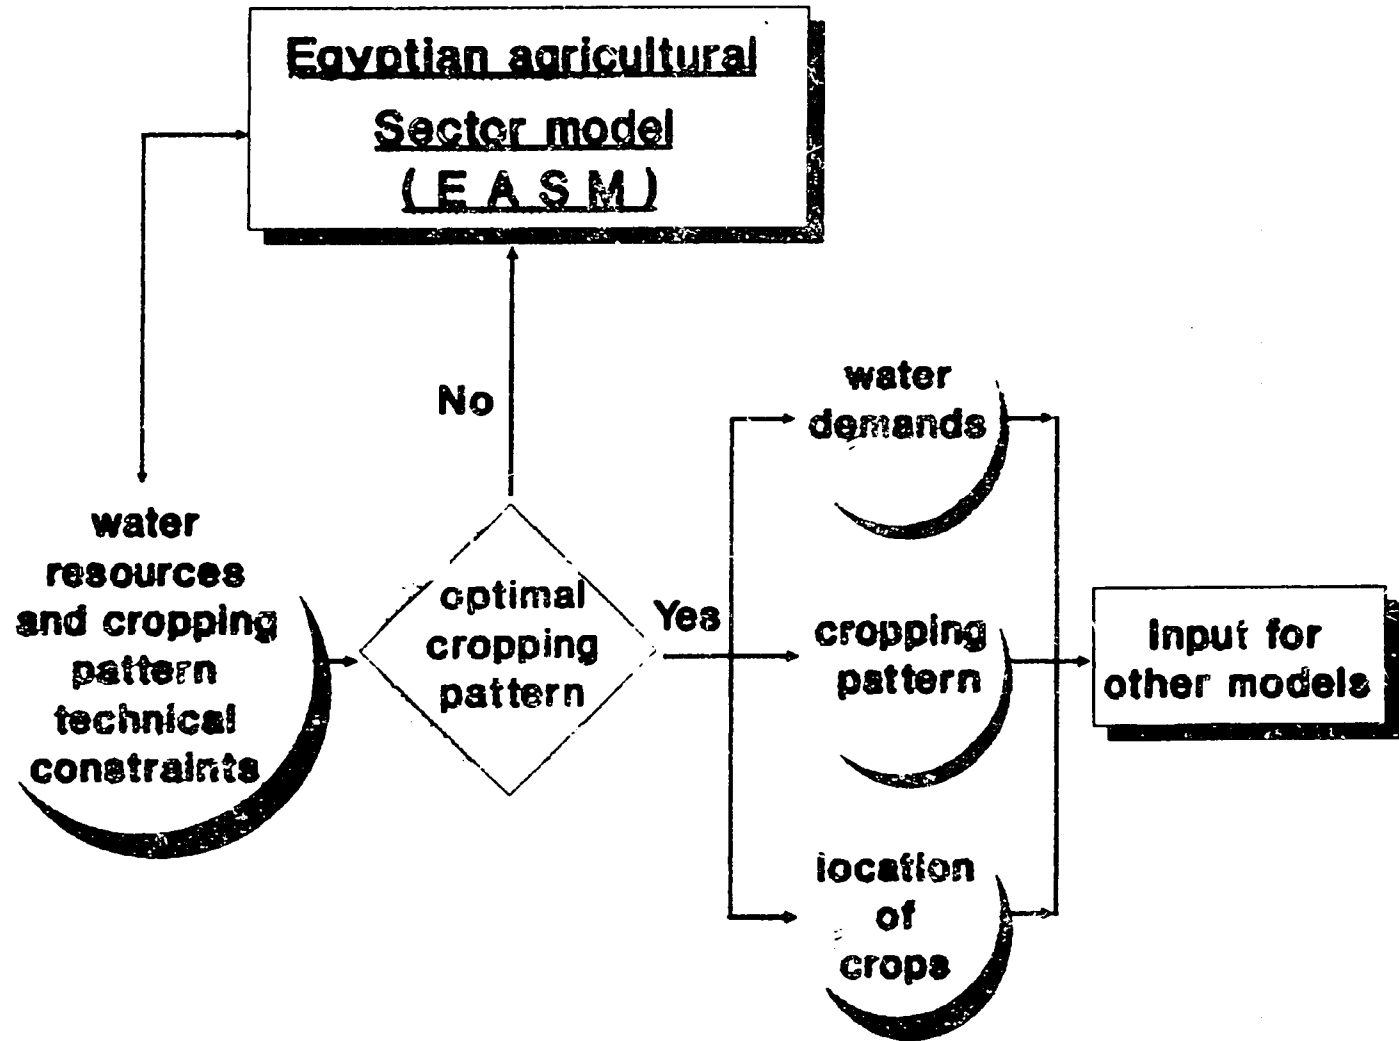 Egyptian agricultural
Sector model
( E A S M )
No
water
resources
and cropping
pattern
technical
constraints
optimal
cropping
pattern
Yes
water
demands
cropping
pattern
location
of
crops
Input for
other models